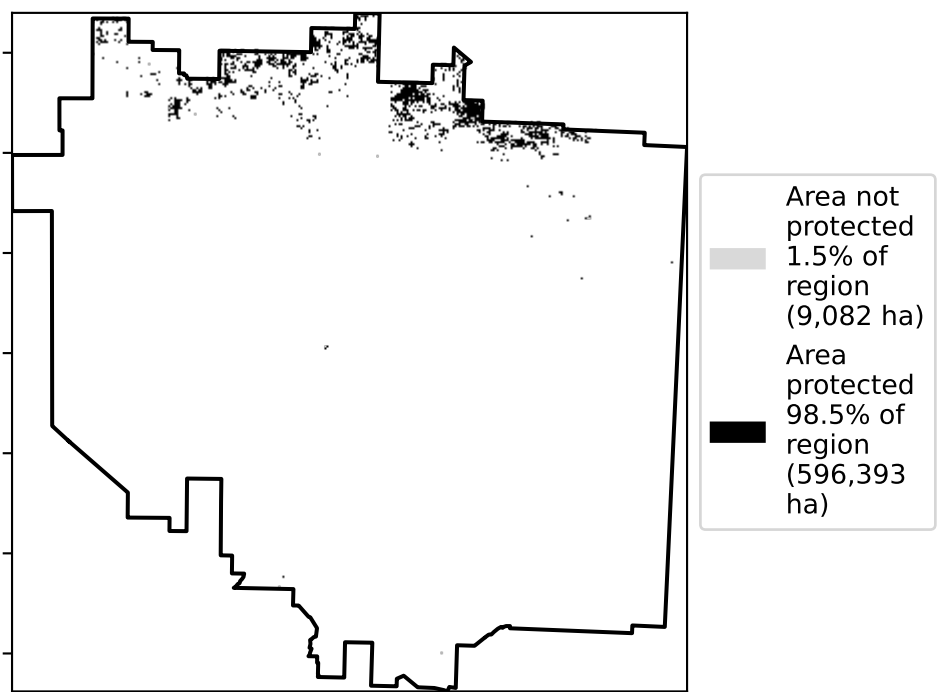 Area not
protected
1.5% of
region
(9,082 ha)
Area
protected
98.5% of
region
(596,393
ha)